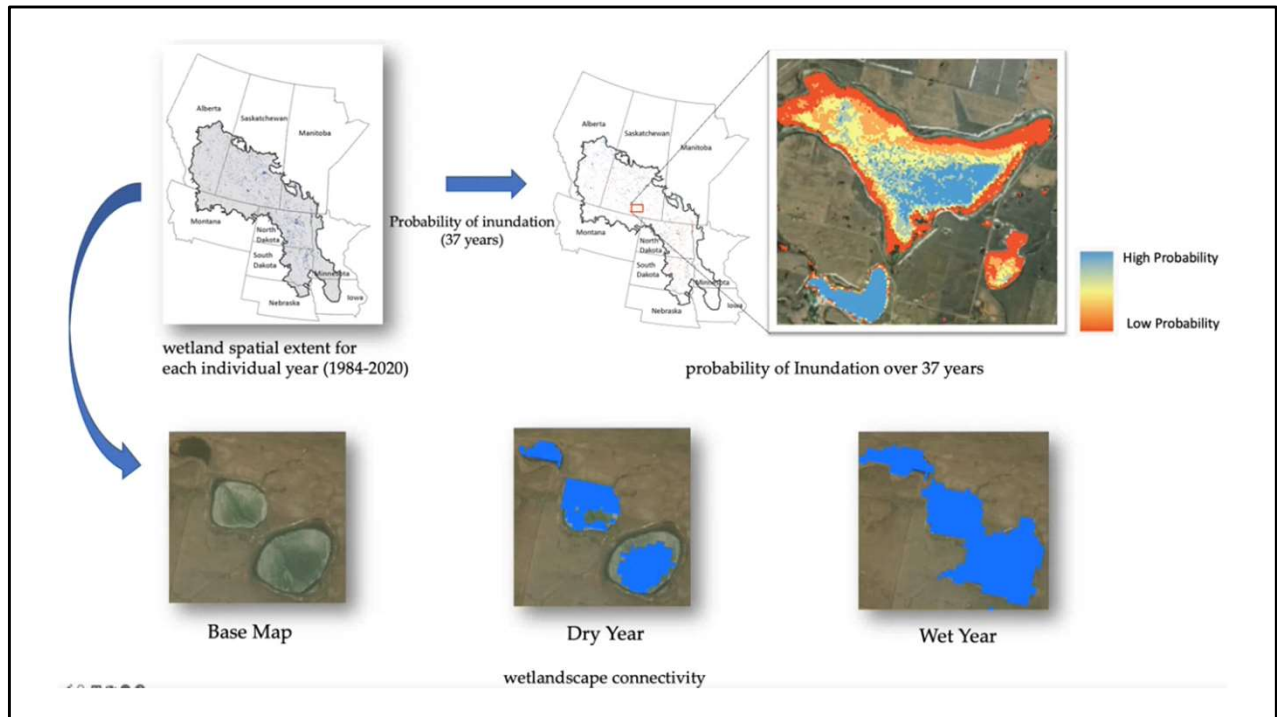 Alberta
Saskatchewan
Manitoba
Montana
North
Dakota
South
Dakota
Minnesota
Nebraska
Iowa
wetland spatial extent for
each individual year (1984-2020)
Probability of inundation
(37 years)
Alberta
Saskatchewan
Manitoba
Montana
North
Dakota
South
Dakota
Minnesota
Nebraska
Iowa
High Probability
Low Probability
probability of Inundation over 37 years
Base Map
Dry Year
Wet Year
wetlandscape connectivity